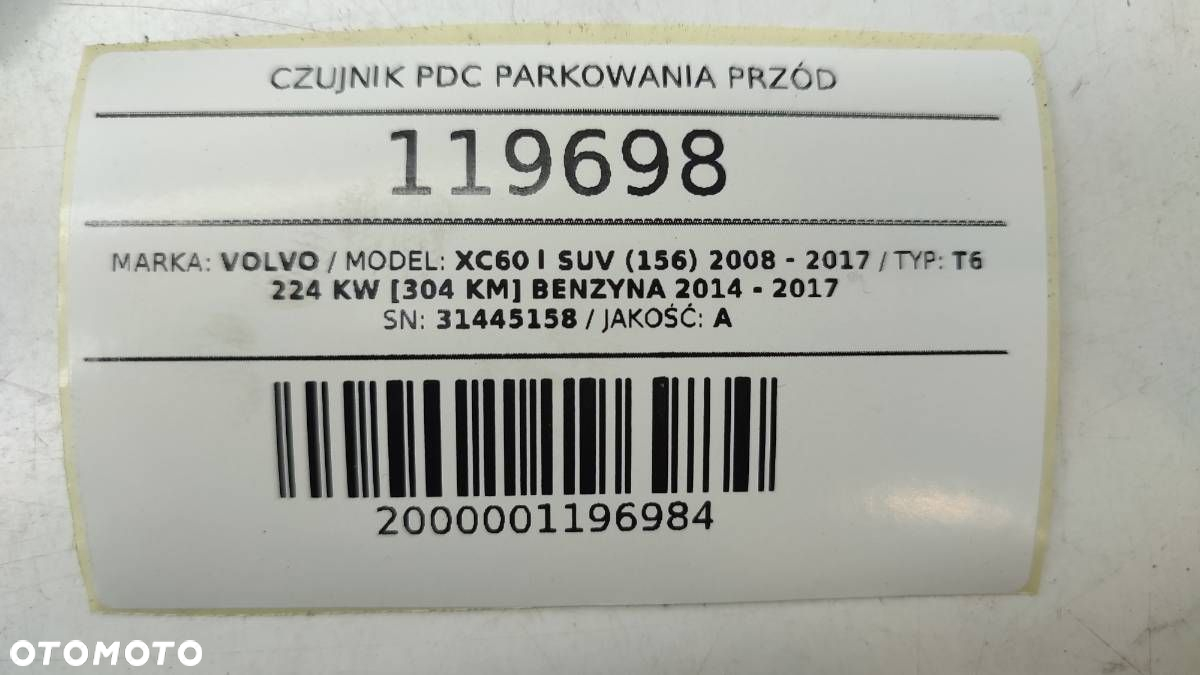 CZUJNIK PDC PARKOWANIA PRZÓD
119698
MARKA: VOLVO / MODEL: XC60 I SUV (156) 2008 - 2017 / TYP: T6
224 KW [304 KM] BENZYNA 2014 - 2017
SN: 31445158 / JAKOŚĆ: A
2000001196984
OTOMOTO